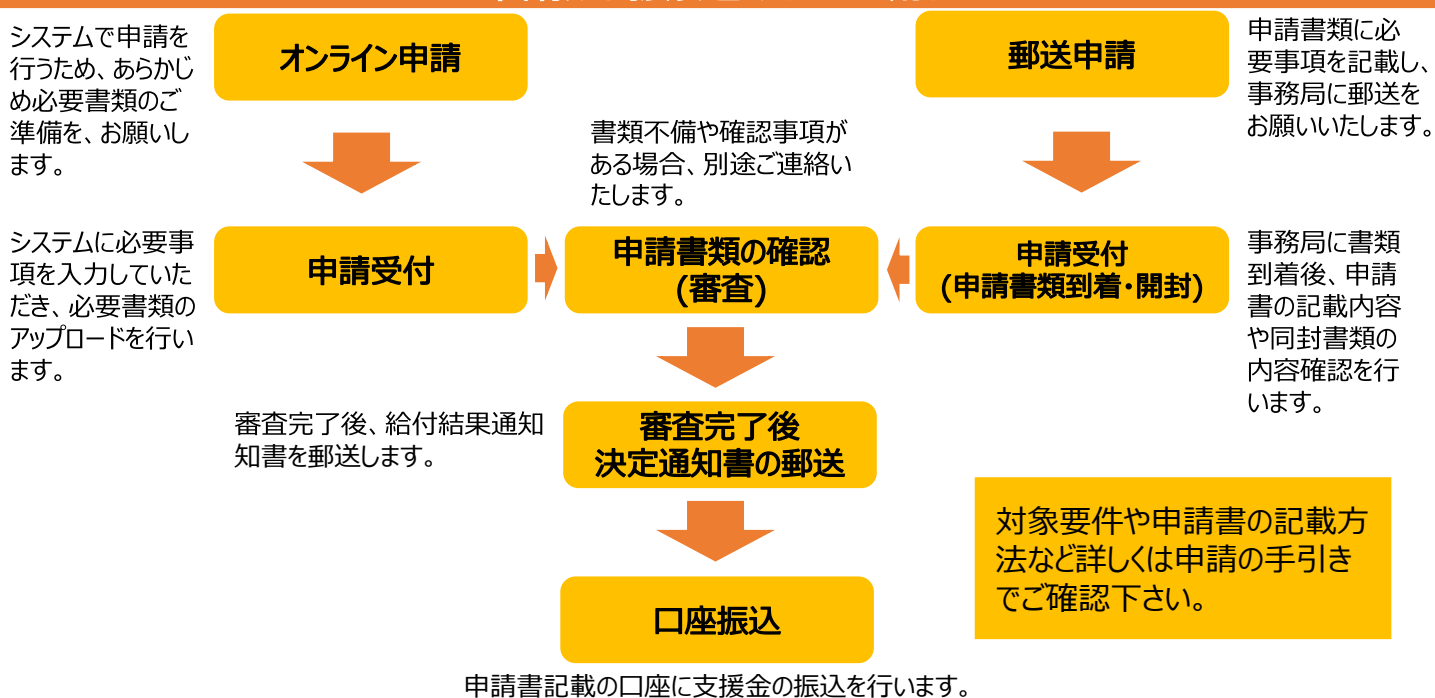 システムで申請を
行うため、あらかじ
め必要書類のご
準備を、お願いし
ます。
オンライン申請
郵送申請
申請書類に必
要事項を記載し、
事務局に郵送を
お願いいたします。
書類不備や確認事項が
ある場合、別途ご連絡い
たします。
システムに必要事
項を入力していた
だき、必要書類の
アップロードを行い
ます。
申請受付
申請書類の確認
(審査)
申請受付
(申請書類到着・開封)
事務局に書類
到着後、申請
書の記載内容
や同封書類の
内容確認を行
います。
審査完了後、給付結果通知
知書を郵送します。
審査完了後
決定通知書の郵送
対象要件や申請書の記載方
法など詳しくは申請の手引き
でご確認下さい。
口座振込
申請書記載の口座に支援金の振込を行います。